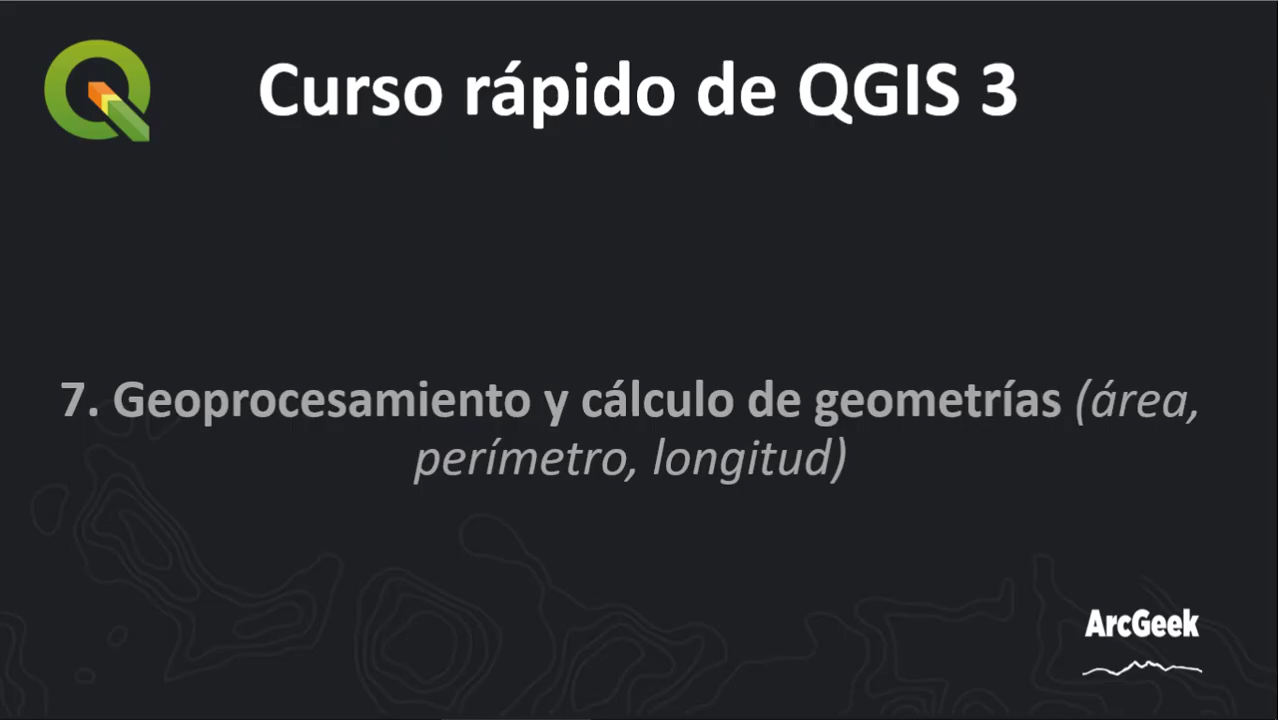 Curso rápido de QGIS 3
7. Geoprocesamiento y cálculo de geometrías (área,
perímetro, longitud)
ArcGeek